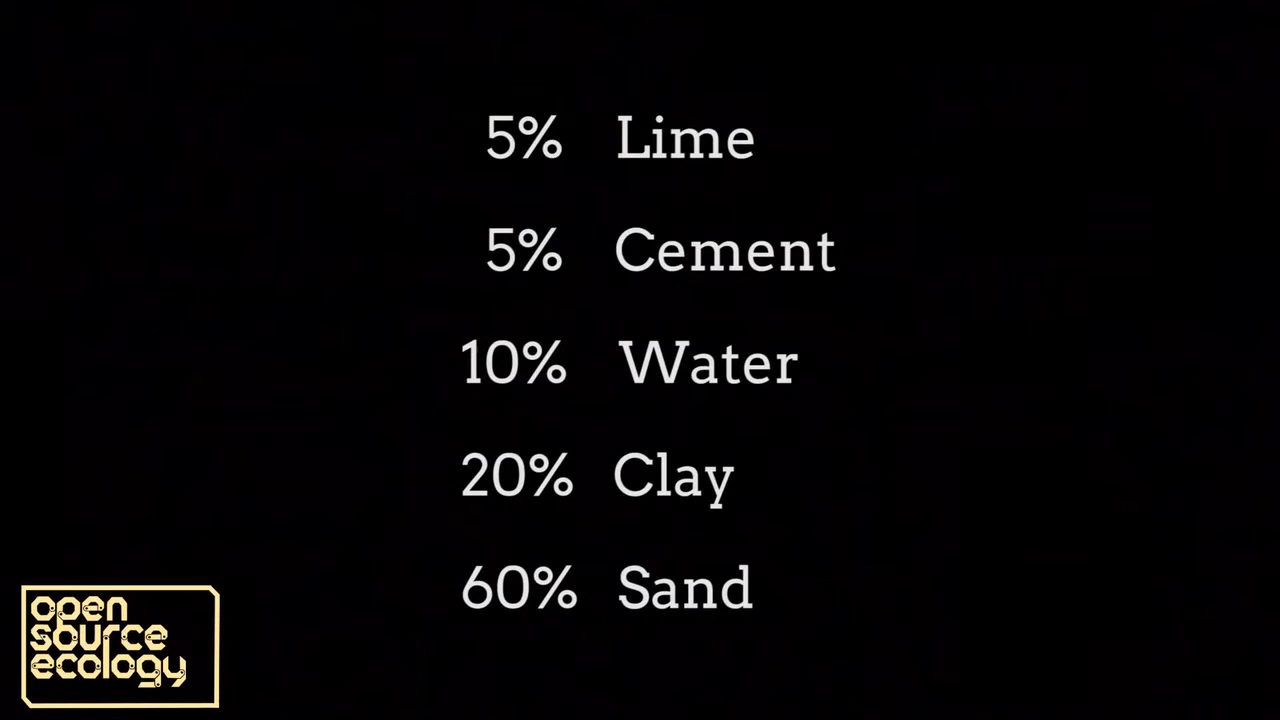 5% Lime
5% Cement
10% Water
20% Clay
60% Sand
open
source
ecology